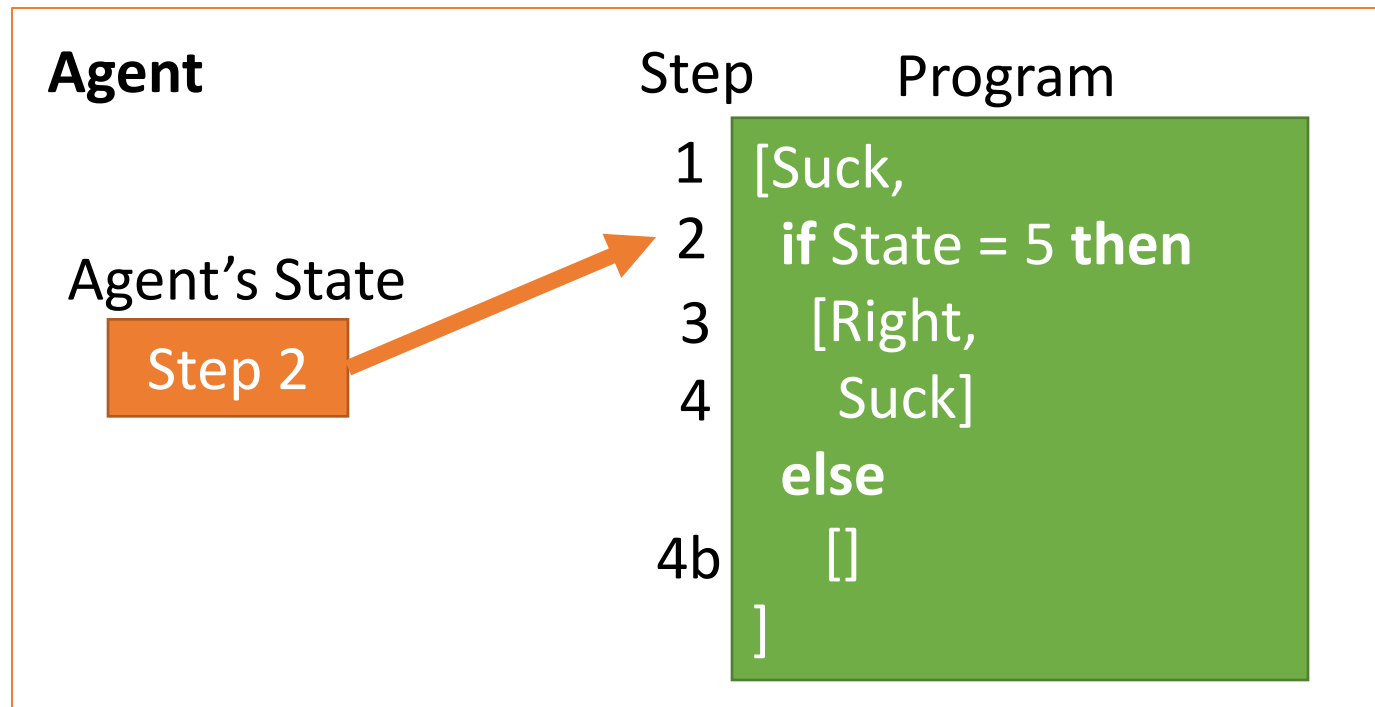 Agent
Agent’s State
Step 2
Step Program
1 [Suck,
2 if State = 5 then
3 [Right,
4 Suck]
else
4b []
]